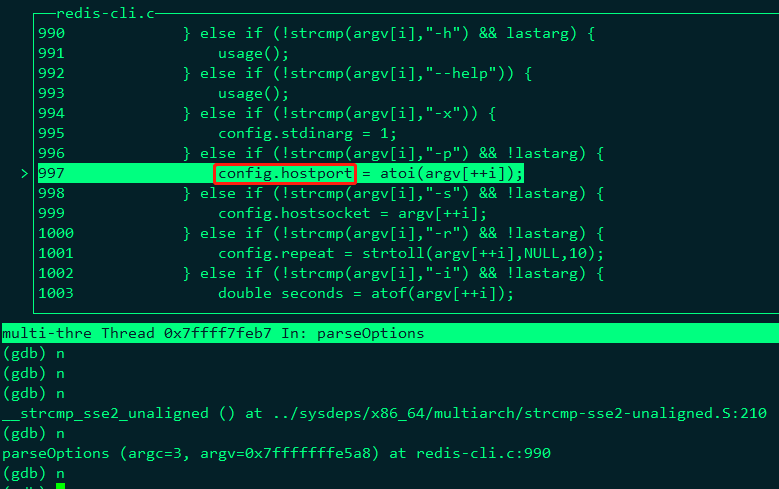 redis-cli.c
990 } else if (!strcmp(argv[i],"-h") && lastarg) {
991 usage();
992 } else if (!strcmp(argv[i],"--help")) {
993 usage();
994 } else if (!strcmp(argv[i],"-x")) {
995 config.stdinarg = 1;
996 } else if (!strcmp(argv[i],"-p") && !lastarg) {
> 997 config.hostport = atoi(argv[++i]);
998 } else if (!strcmp(argv[i],"-s") && !lastarg) {
999 config.hostsocket = argv[++i];
1000 } else if (!strcmp(argv[i],"-r") && !lastarg) {
1001 config.repeat = strtoll(argv[++i],NULL,10);
1002 } else if (!strcmp(argv[i],"-i") && !lastarg) {
1003 double seconds = atof(argv[++i]);
multi-thre Thread 0x7ffff7feb7 In: parseOptions
(gdb) n
(gdb) n
(gdb) n
__strcmp_sse2_unaligned () at ../sysdeps/x86_64/multiarch/strcmp-sse2-unaligned.S:210
(gdb) n
parseOptions (argc=3, argv=0x7fffffffe5a8) at redis-cli.c:990
(gdb) n